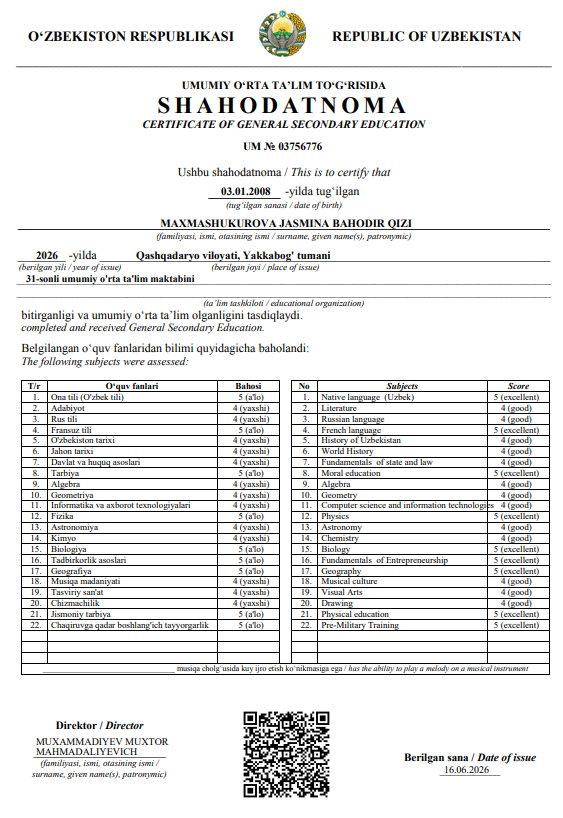 O‘ZBEKISTON RESPUBLIKASI REPUBLIC OF UZBEKISTAN
UMUMIY O‘RTA TA’LIM TO‘G‘RISIDA
SHAHODATNOMA
CERTIFICATE OF GENERAL SECONDARY EDUCATION
UM № 03756776
Ushbu shahodatnoma / This is to certify that
03.01.2008 -yilda tug‘ilgan
(tug‘ilgan sanasi / date of birth)
MAXMASHUKUROVA JASMINA BAHODIR QIZI
(familiyasi, ismi, otasining ismi / surname, given name(s), patronymic)
2026 -yilda Qashqadaryo viloyati, Yakkabog' tumani
(berilgan yili / year of issue) (berilgan joyi / place of issue)
31-sonli umumiy o'rta ta'lim maktabini
(ta’lim tashkiloti / educational organization)
bitirganligi va umumiy o‘rta ta’lim olganligini tasdiqlaydi.
completed and received General Secondary Education.
Belgilangan o‘quv fanlaridan bilimi quyidagicha baholandi:
The following subjects were assessed:
T/r O‘quv fanlari Bahosi No Subjects Score
1. Ona tili (O'zbek tili) 5 (a'lo) 1. Native language (Uzbek) 5 (excellent)
2. Adabiyot 4 (yaxshi) 2. Literature 4 (good)
3. Rus tili 4 (yaxshi) 3. Russian language 4 (good)
4. Fransuz tili 5 (a'lo) 4. French language 5 (excellent)
5. O'zbekiston tarixi 4 (yaxshi) 5. History of Uzbekistan 4 (good)
6. Jahon tarixi 4 (yaxshi) 6. World History 4 (good)
7. Davlat va huquq asoslari 4 (yaxshi) 7. Fundamentals of state and law 4 (good)
8. Tarbiya 5 (a'lo) 8. Moral education 5 (excellent)
9. Algebra 4 (yaxshi) 9. Algebra 4 (good)
10. Geometriya 4 (yaxshi) 10. Geometry 4 (good)
11. Informatika va axborot texnologiyalari 4 (yaxshi) 11. Computer science and information technologies 4 (good)
12. Fizika 5 (a'lo) 12. Physics 5 (excellent)
13. Astronomiya 4 (yaxshi) 13. Astronomy 4 (good)
14. Kimyo 4 (yaxshi) 14. Chemistry 4 (good)
15. Biologiya 5 (a'lo) 15. Biology 5 (excellent)
16. Tadbirkorlik asoslari 5 (a'lo) 16. Fundamentals of Entrepreneurship 5 (excellent)
17. Geografiya 5 (a'lo) 17. Geography 5 (excellent)
18. Musiqa madaniyati 4 (yaxshi) 18. Musical culture 4 (good)
19. Tasviriy san'at 4 (yaxshi) 19. Visual Arts 4 (good)
20. Chizmachilik 4 (yaxshi) 20. Drawing 4 (good)
21. Jismoniy tarbiya 5 (a'lo) 21. Physical education 5 (excellent)
22. Chaqiruvga qadar boshlang'ich tayyorgarlik 5 (a'lo) 22. Pre-Military Training 5 (excellent)
musiqa cholg‘usida kuy ijro etish ko‘nikmasiga ega / has the ability to play a melody on a musical instrument
Direktor / Director
MUXAMMADIYEV MUXTOR
MAHMADALIYEVICH
(familiyasi, ismi, otasining ismi /
surname, given name(s), patronymic)
Berilgan sana / Date of issue
16.06.2026